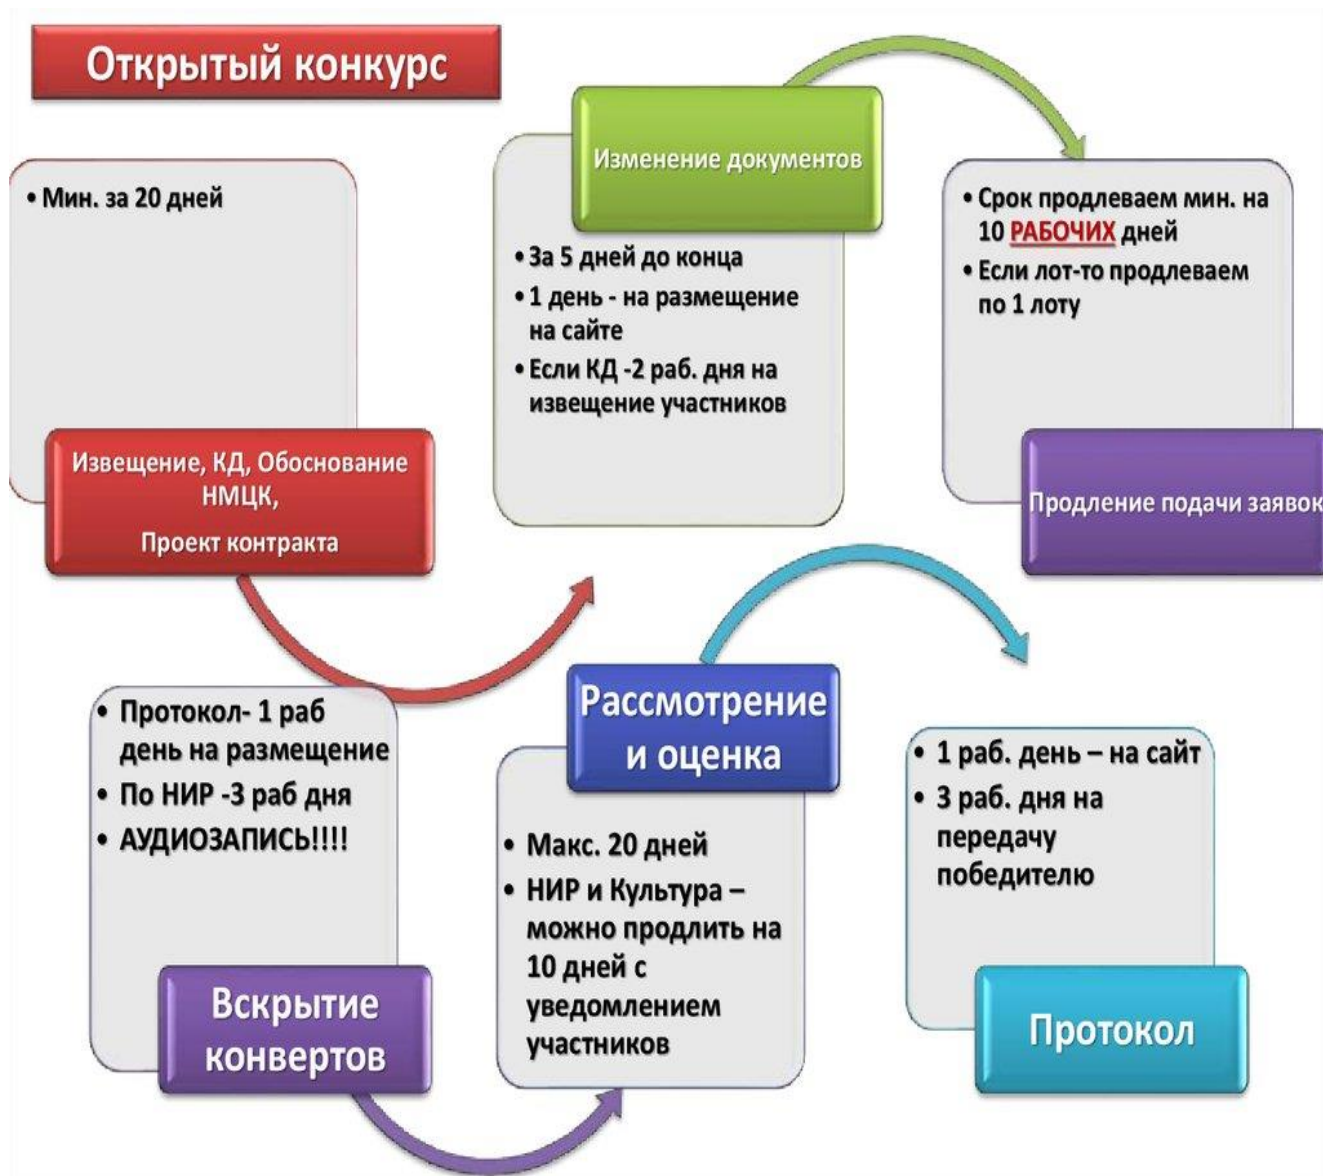 Открытый конкурс
• Мин. за 20 дней
Извещение, КД, Обоснование
НМЦК,
Проект контракта
Изменение документов
• За 5 дней до конца
• 1 день - на размещение
на сайте
• Если КД -2 раб. дня на
извещение участников
• Срок продлеваем мин. на
10 РАБОЧИХ дней
• Если лот-то продлеваем
по 1 лоту
Продление подачи заявок
• Протокол- 1 раб
день на размещение
• По НИР -3 раб дня
• АУДИОЗАПИСЬ!!!!
Вскрытие
конвертов
Рассмотрение
и оценка
• Макс. 20 дней
• НИР и Культура –
можно продлить на
10 дней с
уведомлением
участников
• 1 раб. день – на сайт
• 3 раб. дня на
передачу
победителю
Протокол